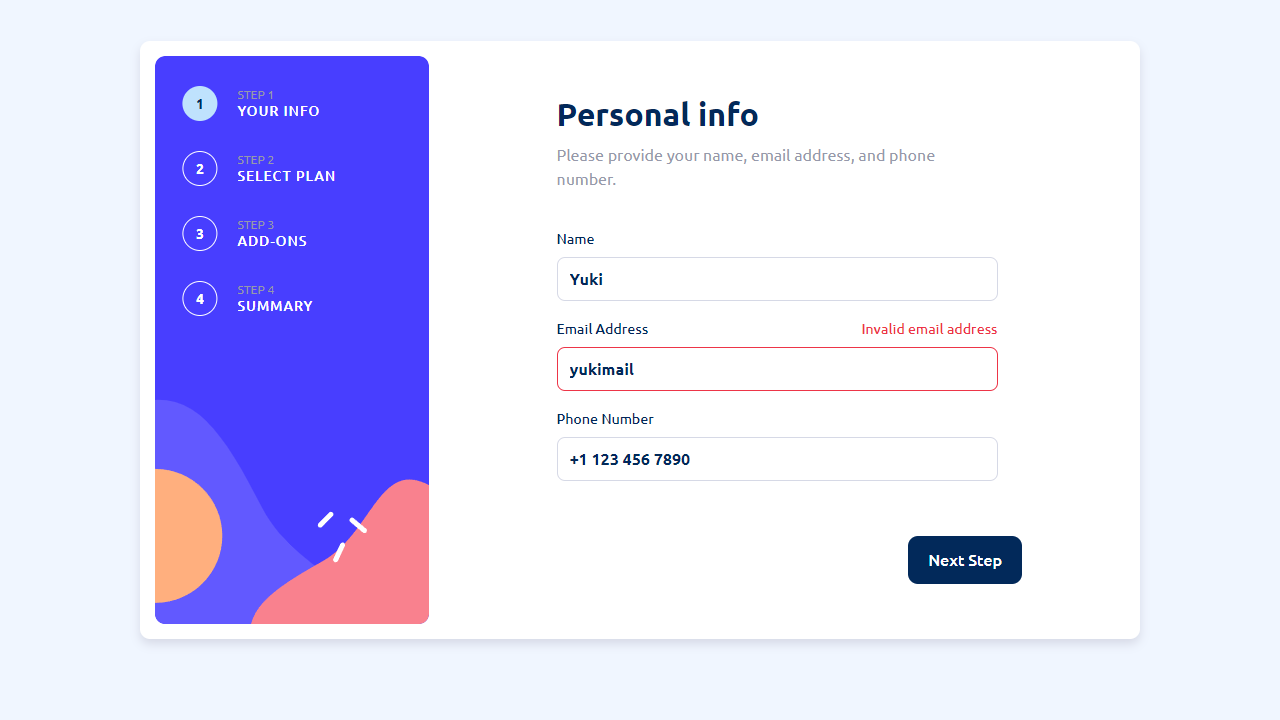 1
STEP 1
YOUR INFO
2
STEP 2
SELECT PLAN
3
STEP 3
ADD-ONS
4
STEP 4
SUMMARY
Personal info
Please provide your name, email address, and phone
number.
Name
Yuki
Email Address
Invalid email address
yukimail
Phone Number
+1 123 456 7890
Next Step